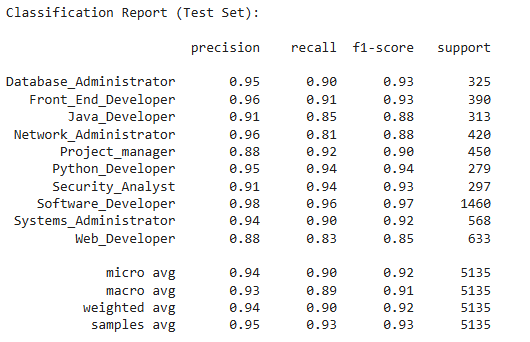 Classification Report (Test Set):
precision recall f1-score support
Database_Administrator 0.95 0.90 0.93 325
Front_End_Developer 0.96 0.91 0.93 390
Java_Developer 0.91 0.85 0.88 313
Network_Administrator 0.96 0.81 0.88 420
Project_manager 0.88 0.92 0.90 450
Python_Developer 0.95 0.94 0.94 279
Security_Analyst 0.91 0.94 0.93 297
Software_Developer 0.98 0.96 0.97 1460
Systems_Administrator 0.94 0.90 0.92 568
Web_Developer 0.88 0.83 0.85 633
micro avg 0.94 0.90 0.92 5135
macro avg 0.93 0.89 0.91 5135
weighted avg 0.94 0.90 0.92 5135
samples avg 0.95 0.93 0.93 5135